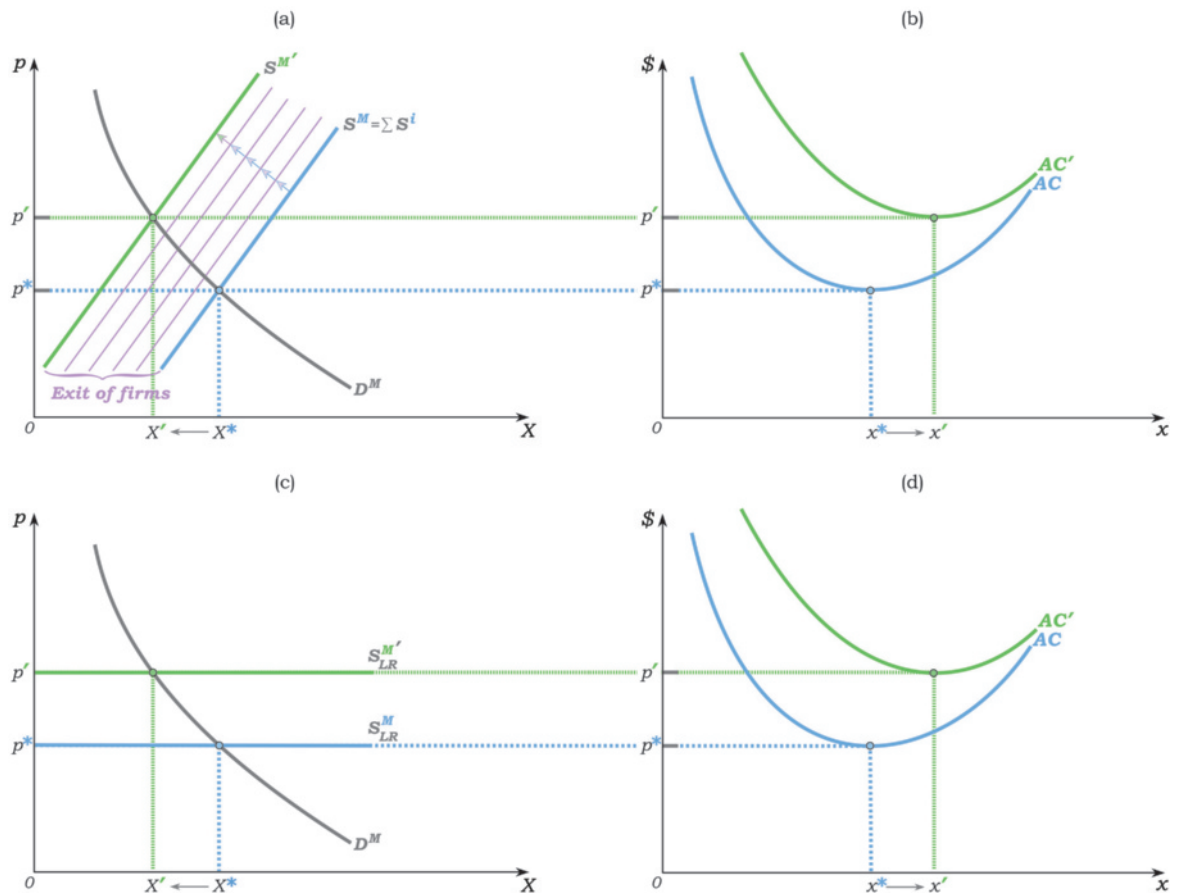 (a)
(b)
p
$
S^M′
S^M = ∑ S^i
AC′
AC
p′
p′
p*
p*
Exit of firms
D^M
0
X′ ← X*
X
0
x* → x′
x
(c)
(d)
p
$
S_LR^M′
AC′
AC
p′
p′
S_LR^M
p*
p*
D^M
0
X′ ← X*
X
0
x* → x′
x